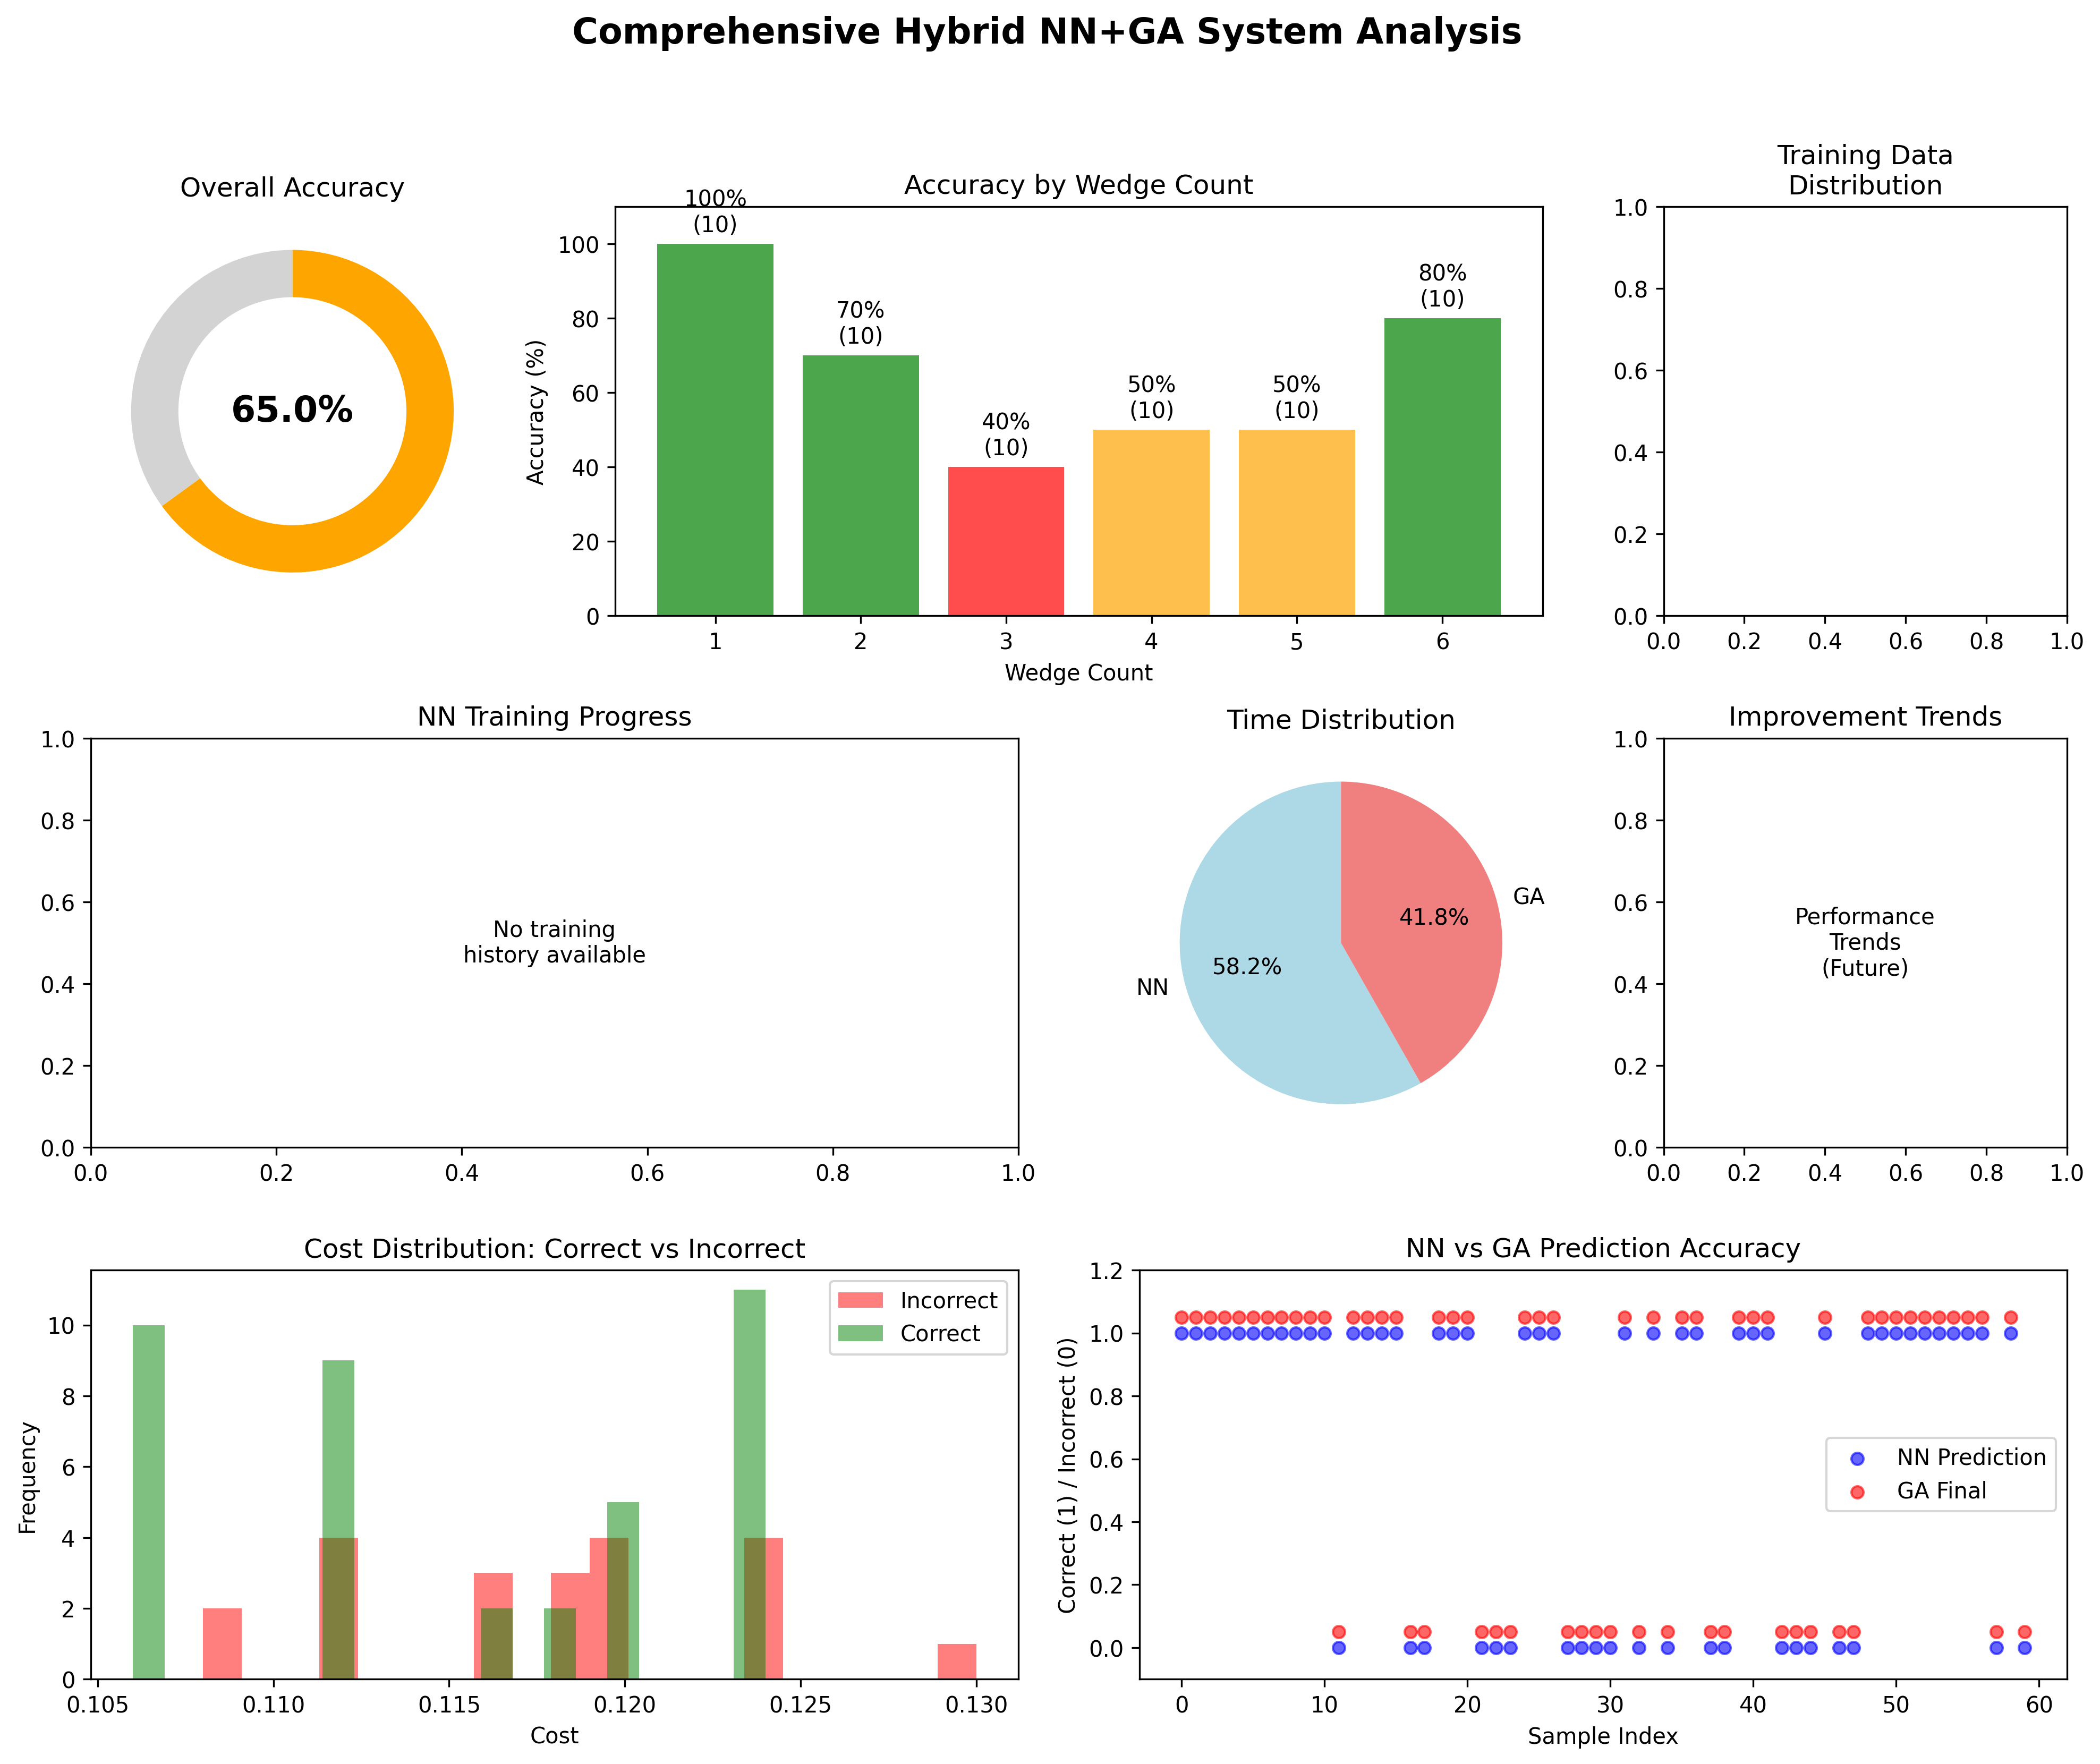 Comprehensive Hybrid NN+GA System Analysis
Overall Accuracy
65.0%
Accuracy by Wedge Count
Accuracy (%)
100
80
60
40
20
0
100%
(10)
70%
(10)
40%
(10)
50%
(10)
50%
(10)
80%
(10)
1 2 3 4 5 6
Wedge Count
Training Data
Distribution
1.0
0.8
0.6
0.4
0.2
0.0
0.0 0.2 0.4 0.6 0.8 1.0
NN Training Progress
1.0
0.8
0.6
0.4
0.2
0.0
No training
history available
0.0 0.2 0.4 0.6 0.8 1.0
Time Distribution
GA
41.8%
58.2%
NN
Improvement Trends
1.0
0.8
0.6
0.4
0.2
0.0
Performance
Trends
(Future)
0.0 0.2 0.4 0.6 0.8 1.0
Cost Distribution: Correct vs Incorrect
Frequency
10
8
6
4
2
0
Incorrect
Correct
0.105 0.110 0.115 0.120 0.125 0.130
Cost
NN vs GA Prediction Accuracy
Correct (1) / Incorrect (0)
1.2
1.0
0.8
0.6
0.4
0.2
0.0
NN Prediction
GA Final
0 10 20 30 40 50 60
Sample Index